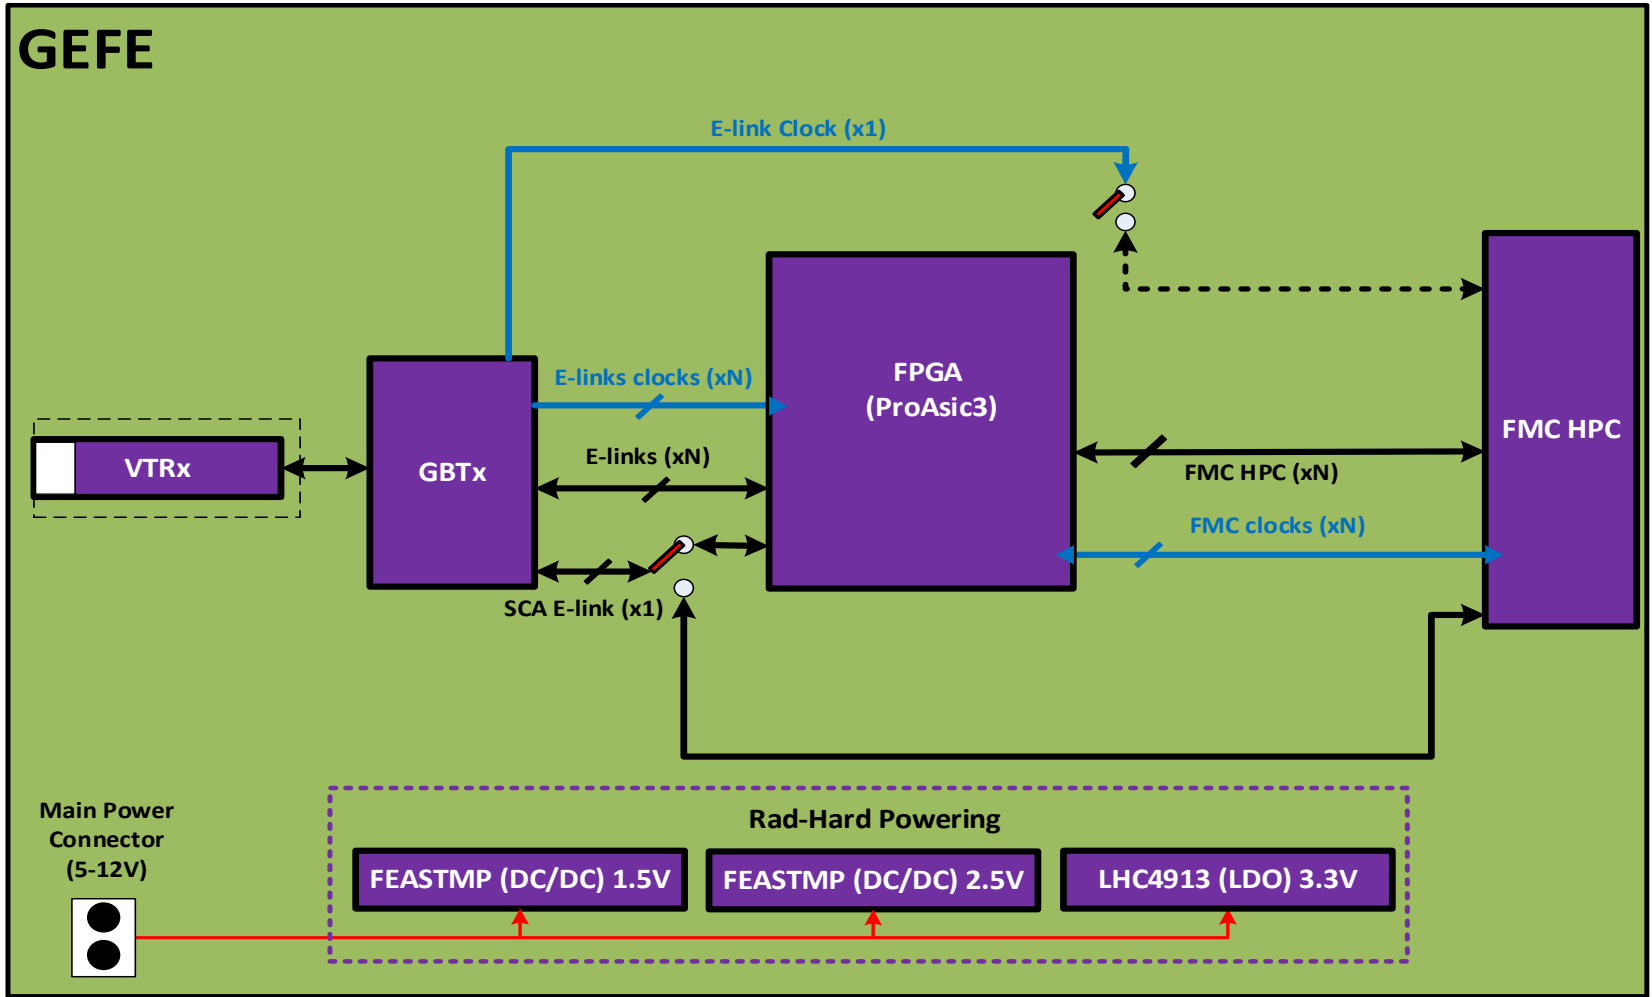 GEFE
E-link Clock (x1)
E-links clocks (xN)
FPGA
(ProAsic3)
FMC HPC
VTRx
GBTx
E-links (xN)
FMC HPC (xN)
FMC clocks (xN)
SCA E-link (x1)
Main Power
Connector
(5-12V)
Rad-Hard Powering
FEASTMP (DC/DC) 1.5V
FEASTMP (DC/DC) 2.5V
LHC4913 (LDO) 3.3V